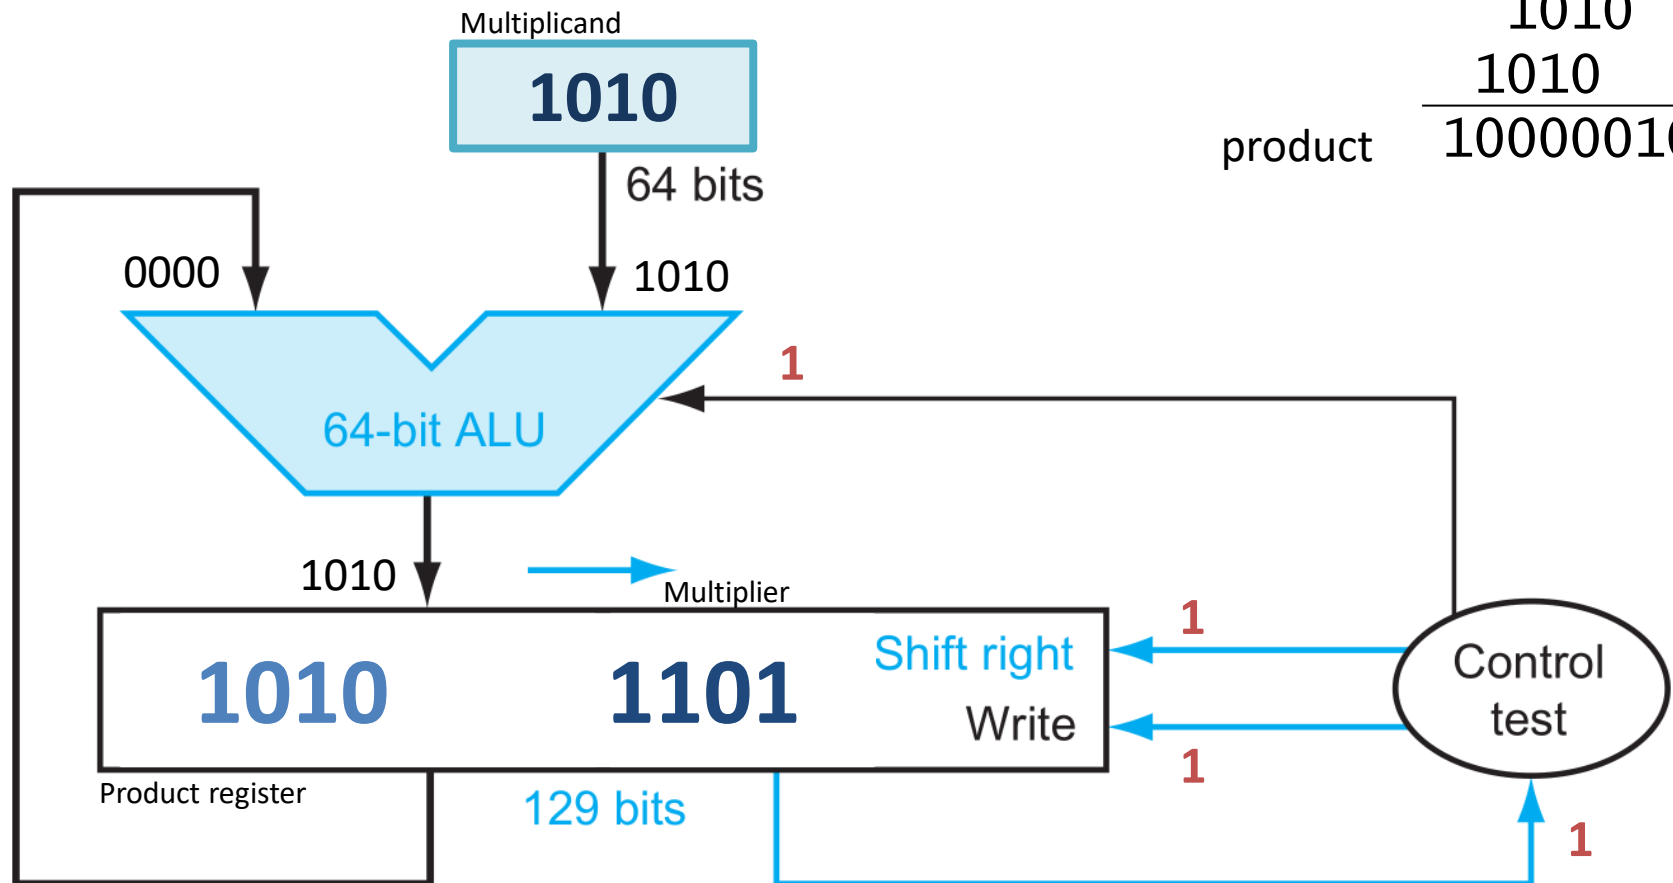 Multiplicand
1010
1010
1010
64 bits
product
0000
1010
1
64-bit ALU
1010
Multiplier
1010
1101
Shift right
Write
1
1
Control
test
Product register
129 bits
1